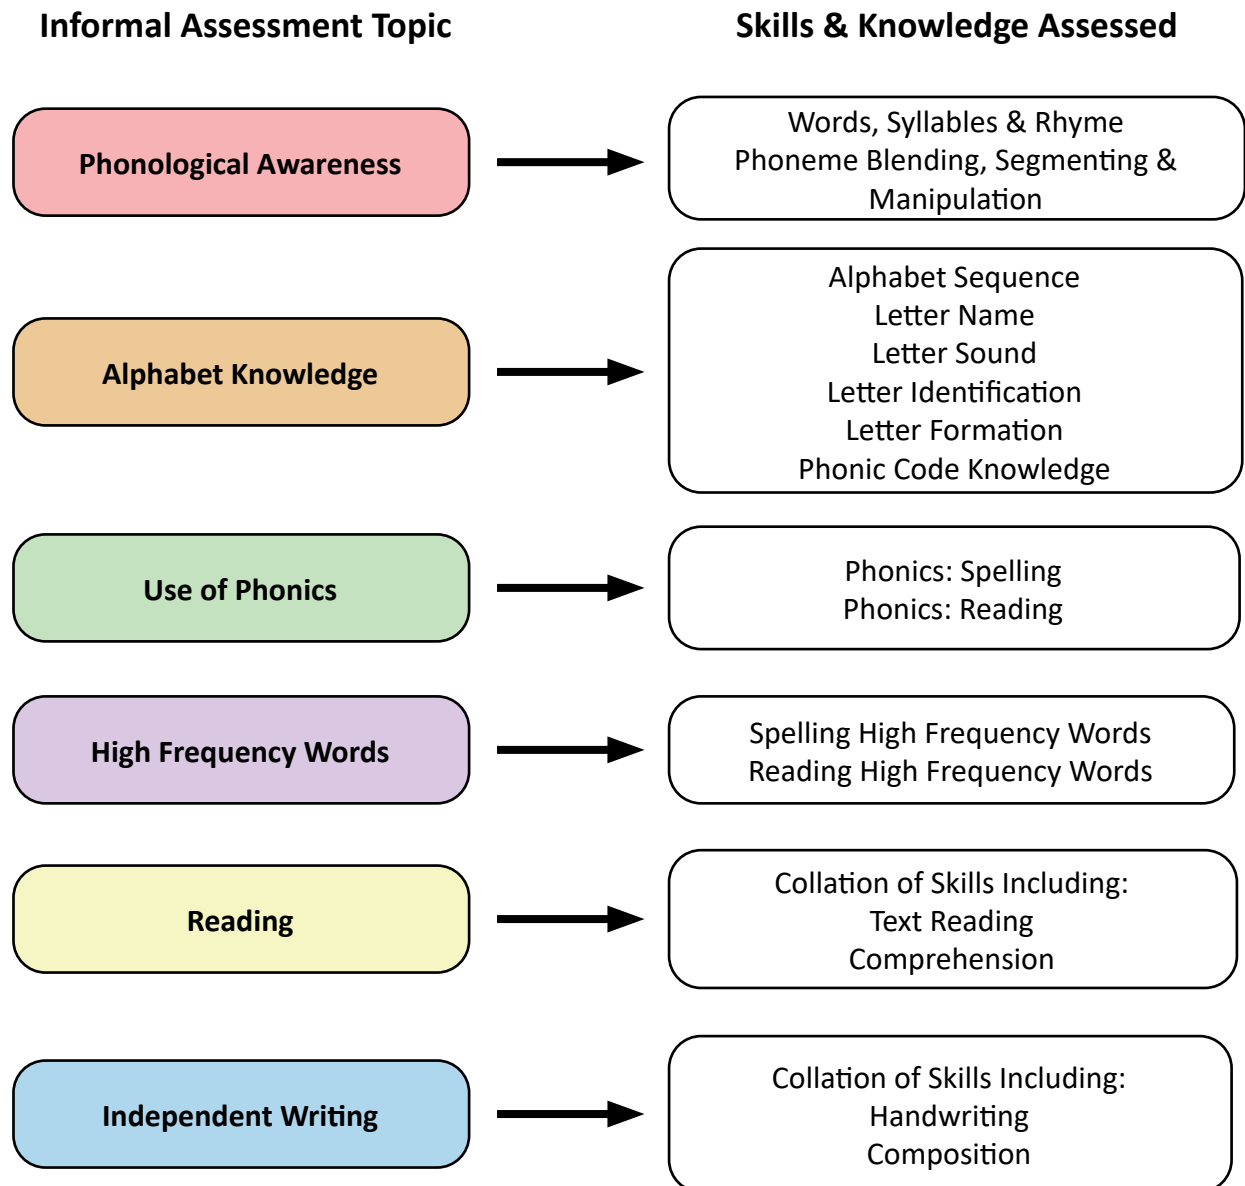 Informal Assessment Topic
Skills & Knowledge Assessed
Phonological Awareness
Words, Syllables & Rhyme
Phoneme Blending, Segmenting &
Manipulation
Alphabet Knowledge
Alphabet Sequence
Letter Name
Letter Sound
Letter Identification
Letter Formation
Phonic Code Knowledge
Use of Phonics
Phonics: Spelling
Phonics: Reading
High Frequency Words
Spelling High Frequency Words
Reading High Frequency Words
Reading
Collation of Skills Including:
Text Reading
Comprehension
Independent Writing
Collation of Skills Including:
Handwriting
Composition